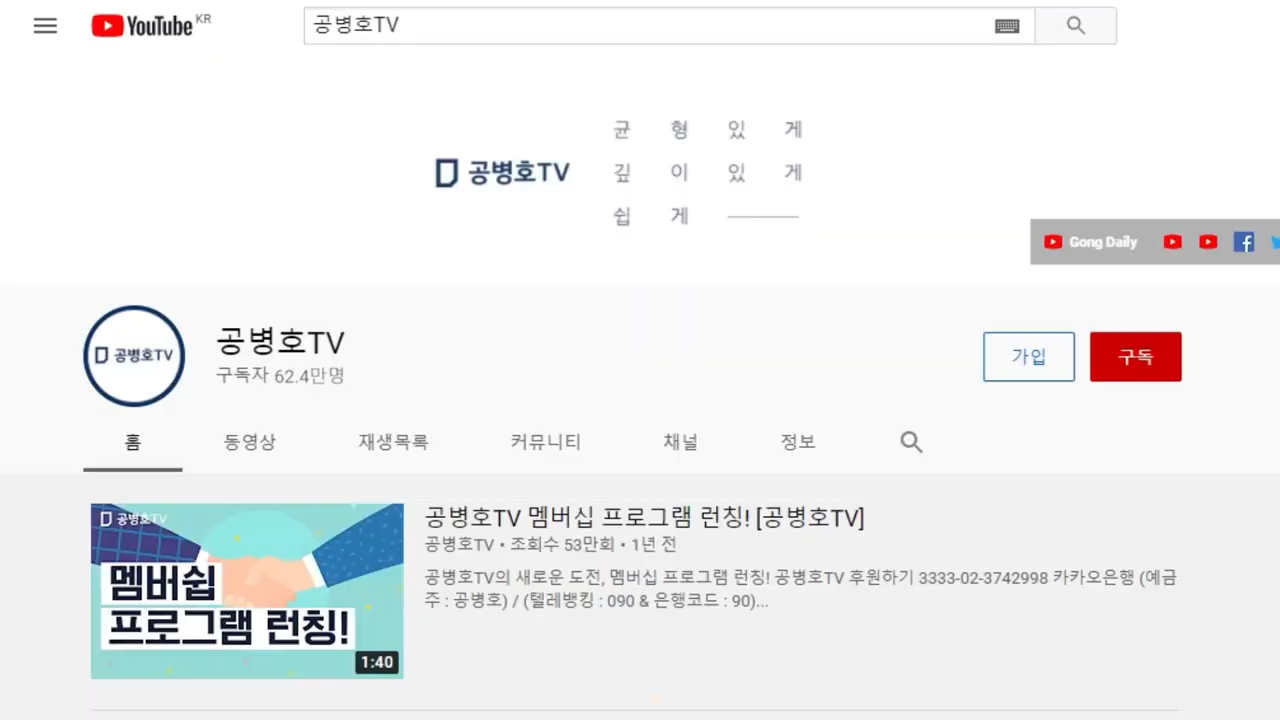 YouTube KR
공병호TV
공병호TV
균 형 있 게
깊 이 있 게
쉽 게
Gong Daily
공병호TV
공병호TV
구독자 62.4만명
가입
구독
홈 동영상 재생목록 커뮤니티 채널 정보
공병호TV
멤버쉽
프로그램 런칭!
1:40
공병호TV 멤버십 프로그램 런칭! [공병호TV]
공병호TV • 조회수 53만회 • 1년 전
공병호TV의 새로운 도전, 멤버십 프로그램 런칭! 공병호TV 후원하기 3333-02-3742998 카카오은행 (예금
주 : 공병호) / (텔레뱅킹 : 090 & 은행코드 : 90)...